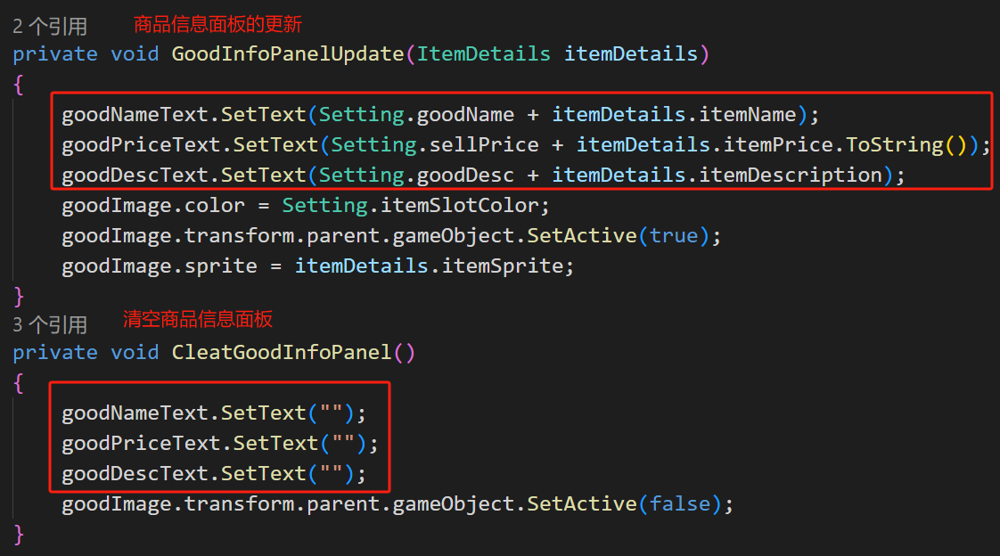 2 个引用 商品信息面板的更新
private void GoodInfoPanelUpdate(ItemDetails itemDetails)
{
goodNameText.SetText(Setting.goodName + itemDetails.itemName);
goodPriceText.SetText(Setting.sellPrice + itemDetails.itemPrice.ToString());
goodDescText.SetText(Setting.goodDesc + itemDetails.itemDescription);
goodImage.color = Setting.itemSlotColor;
goodImage.transform.parent.gameObject.SetActive(true);
goodImage.sprite = itemDetails.itemSprite;
}
3 个引用 清空商品信息面板
private void CleatGoodInfoPanel()
{
goodNameText.SetText("");
goodPriceText.SetText("");
goodDescText.SetText("");
goodImage.transform.parent.gameObject.SetActive(false);
}